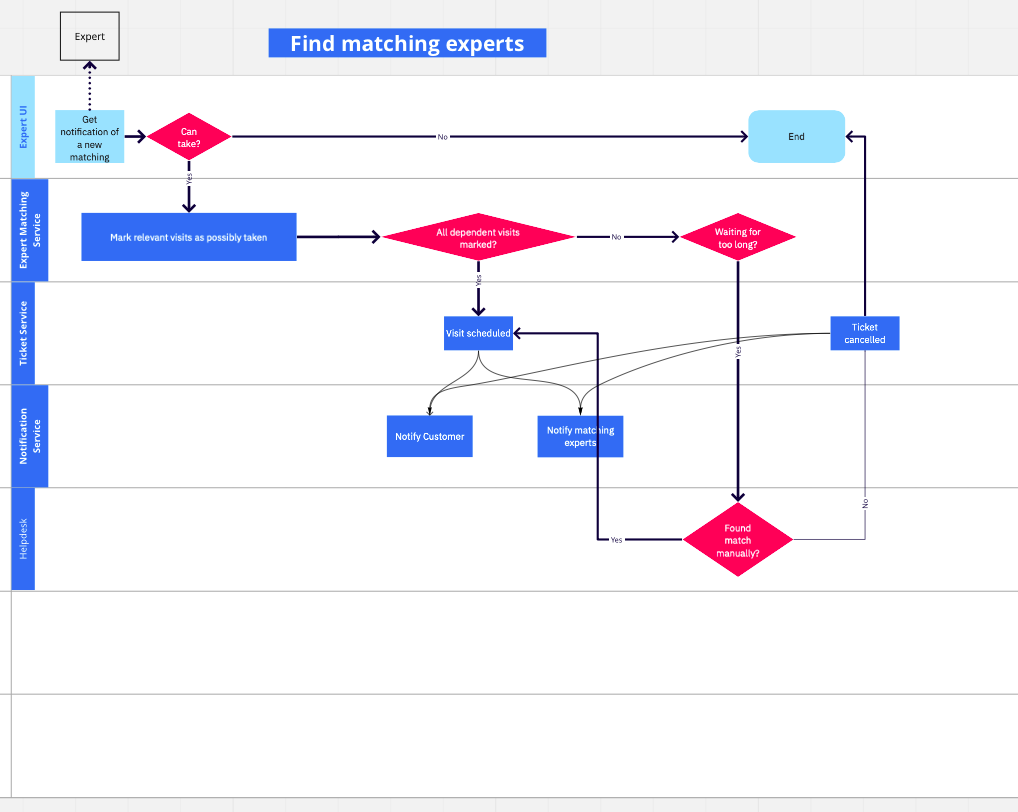 Expert
Find matching experts
Expert UI
Get
notification of
a new
matching
Can
take?
No
End
Yes
Expert Matching
Service
Mark relevant visits as possibly taken
All dependent visits
marked?
No
Waiting for
too long?
Yes
Ticket Service
Visit scheduled
Ticket
cancelled
Yes
Notification
Service
Notify Customer
Notify matching
experts
Helpdesk
No
Found
match
manually?
Yes